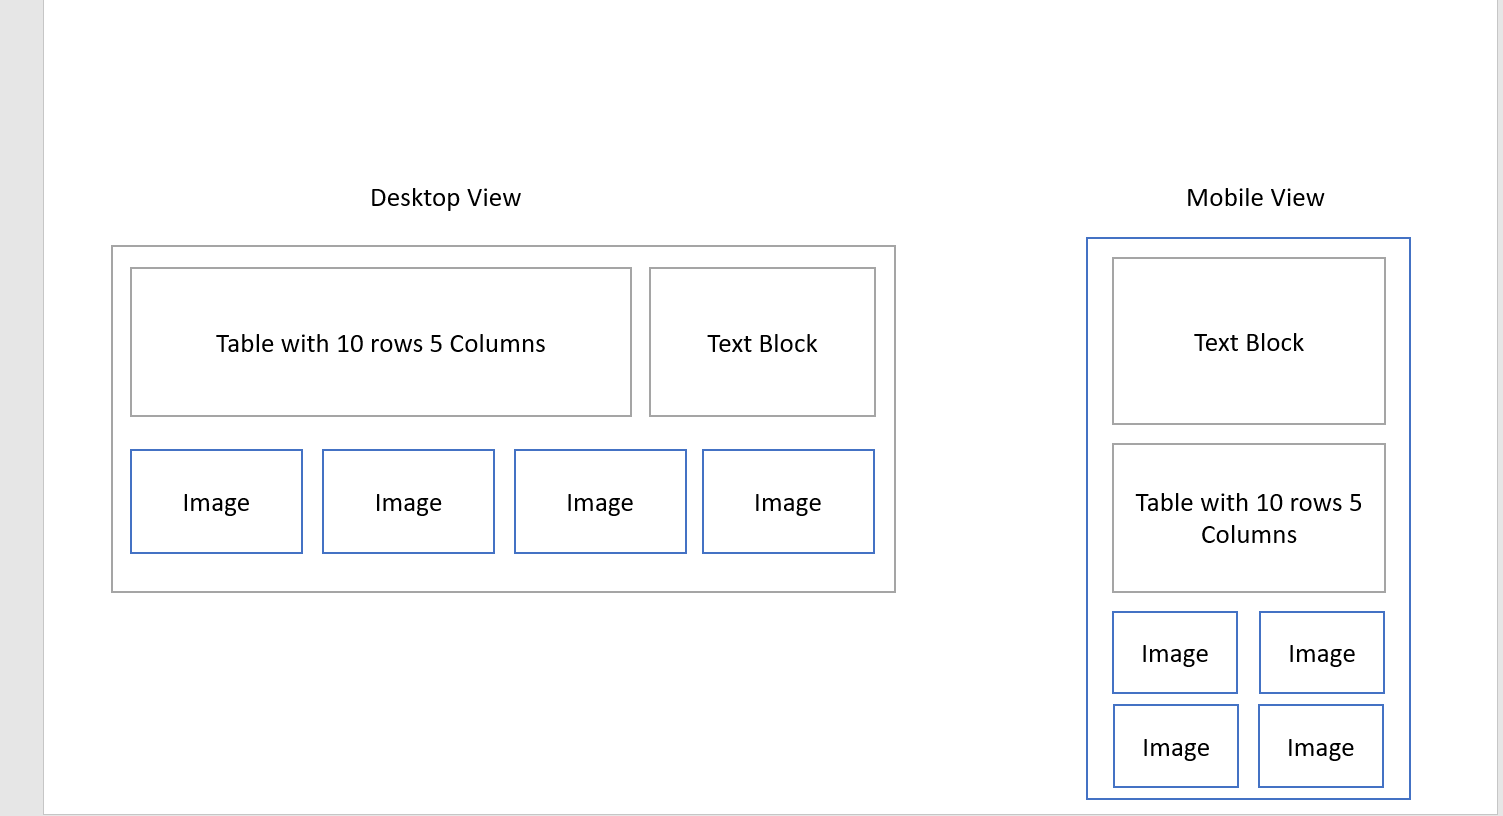 Desktop View
Table with 10 rows 5 Columns
Text Block
Image
Image
Image
Image
Mobile View
Text Block
Table with 10 rows 5
Columns
Image
Image
Image
Image